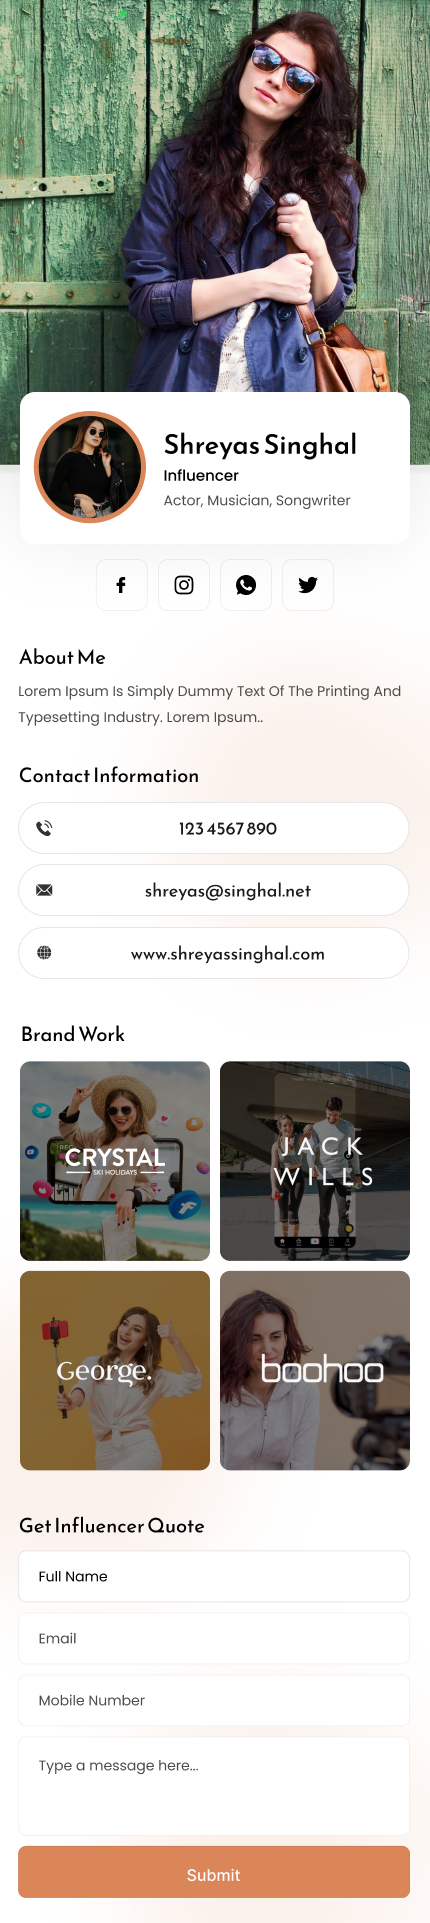 Shreyas Singhal
Influencer
Actor, Musician, Songwriter
About Me
Lorem Ipsum Is Simply Dummy Text Of The Printing And
Typesetting Industry. Lorem Ipsum..
Contact Information
123 4567 890
shreyas@singhal.net
www.shreyassinghal.com
Brand Work
CRYSTAL
SKI HOLIDAYS
JACK
WILLS
George.
boohoo
Get Influencer Quote
Full Name
Email
Mobile Number
Type a message here...
Submit